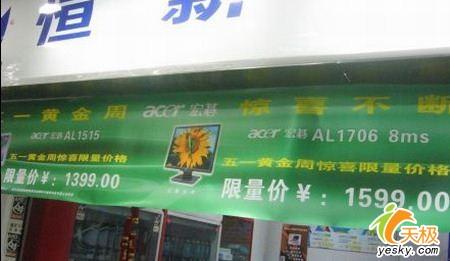 恒新
五一黄金周 acer 宏碁 惊喜不断
acer 宏碁 AL1515
acer 宏碁 AL1706 8ms
五一黄金周惊喜限量价格
五一黄金周惊喜限量价格
限量价¥：1399.00
限量价¥：1599.00
天极
yesky.com